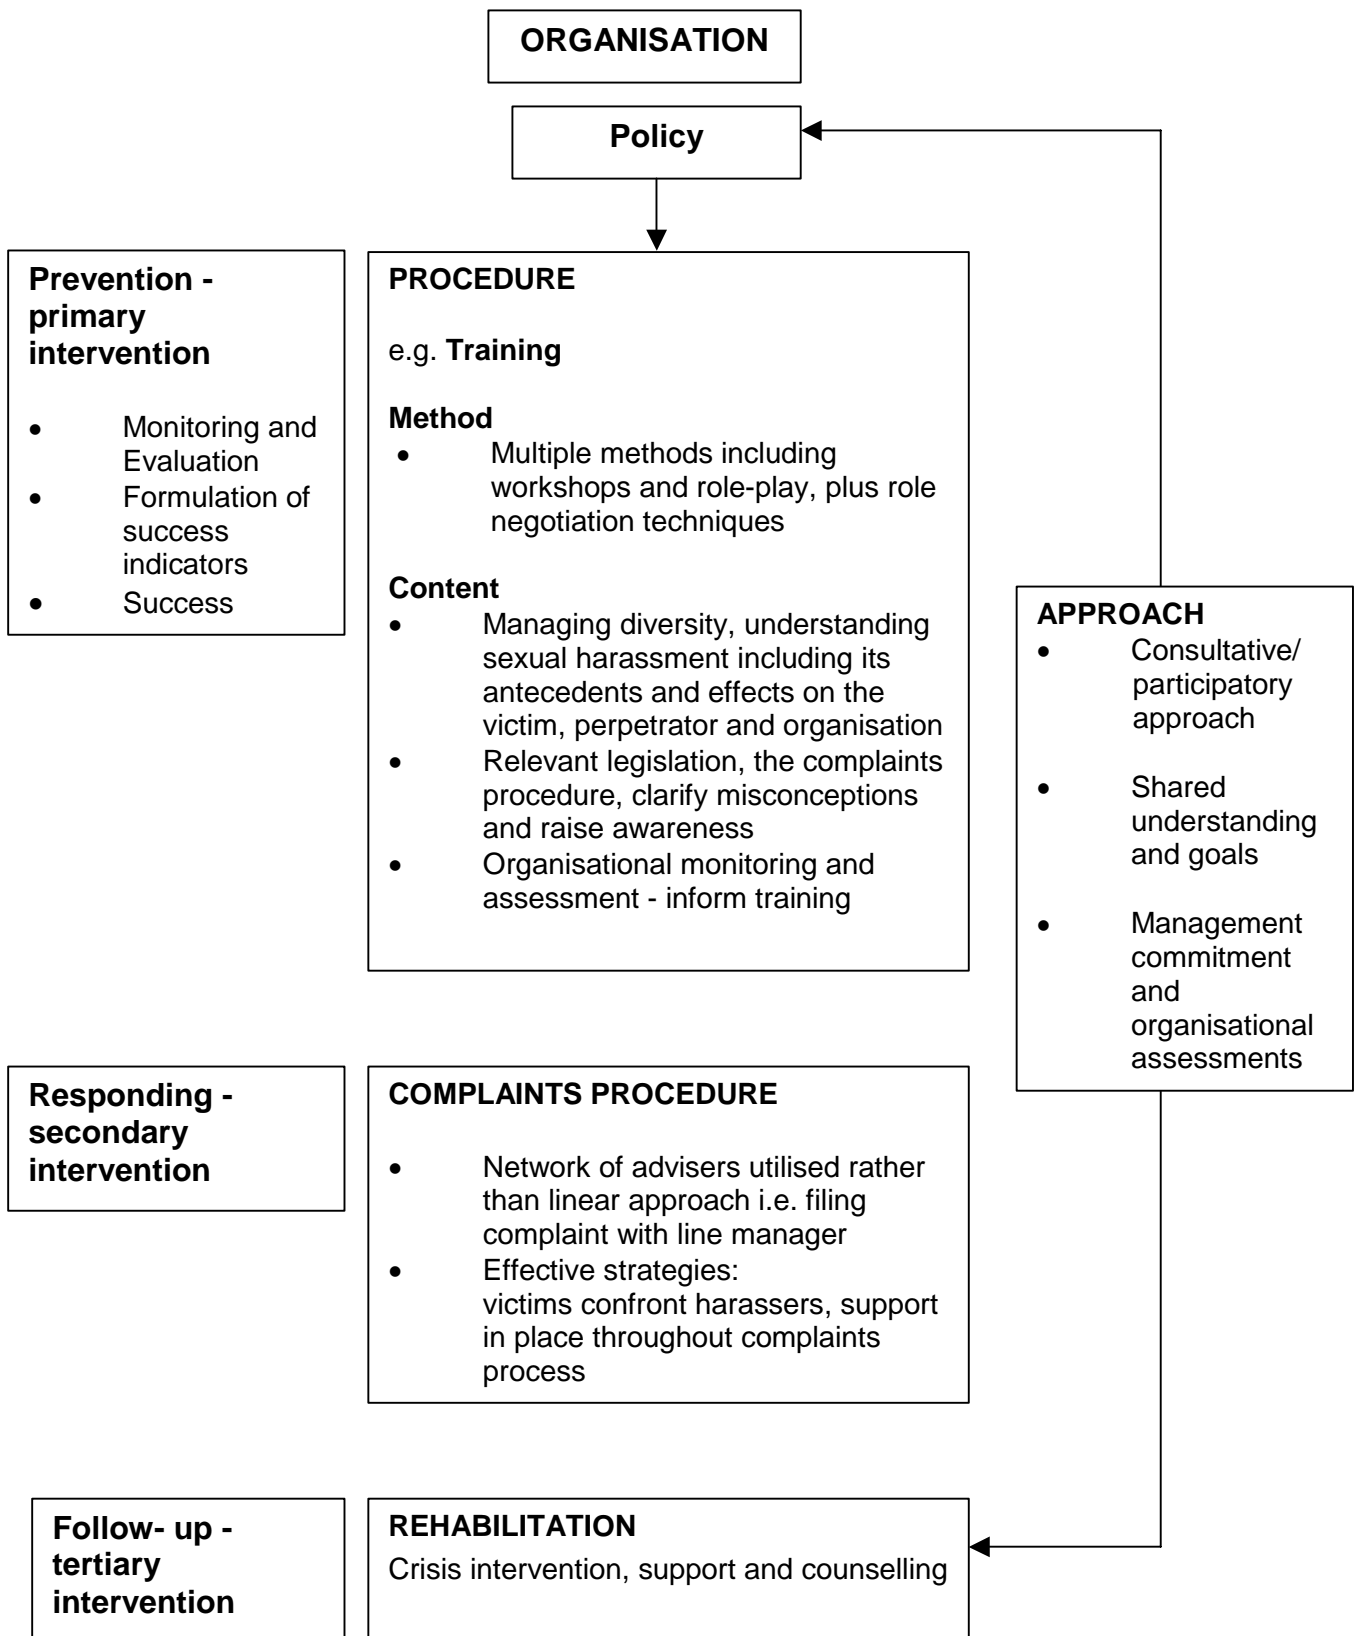 ORGANISATION
Policy
Prevention -
primary
intervention
• Monitoring and
Evaluation
• Formulation of
success
indicators
• Success
PROCEDURE
e.g. Training
Method
• Multiple methods including
workshops and role-play, plus role
negotiation techniques
Content
• Managing diversity, understanding
sexual harassment including its
antecedents and effects on the
victim, perpetrator and organisation
• Relevant legislation, the complaints
procedure, clarify misconceptions
and raise awareness
• Organisational monitoring and
assessment - inform training
APPROACH
• Consultative/
participatory
approach
• Shared
understanding
and goals
• Management
commitment
and
organisational
assessments
Responding -
secondary
intervention
COMPLAINTS PROCEDURE
• Network of advisers utilised rather
than linear approach i.e. filing
complaint with line manager
• Effective strategies:
victims confront harassers, support
in place throughout complaints
process
Follow- up -
tertiary
intervention
REHABILITATION
Crisis intervention, support and counselling